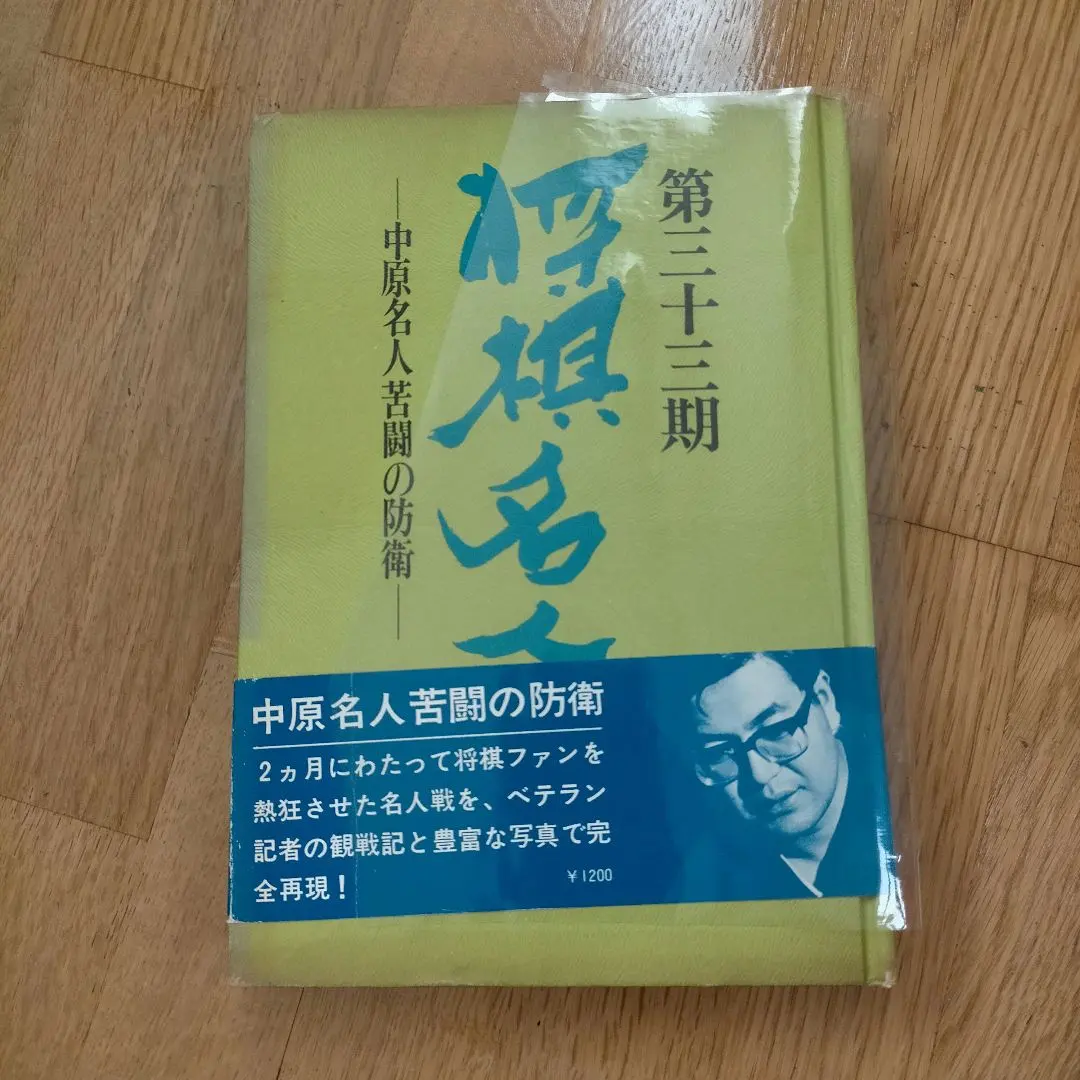 第三十三期
将棋名
―中原名人苦闘の防衛―
中原名人苦闘の防衛
2ヵ月にわたって将棋ファンを
熱狂させた名人戦を、ベテラン
記者の観戦記と豊富な写真で完
全再現!
¥1200